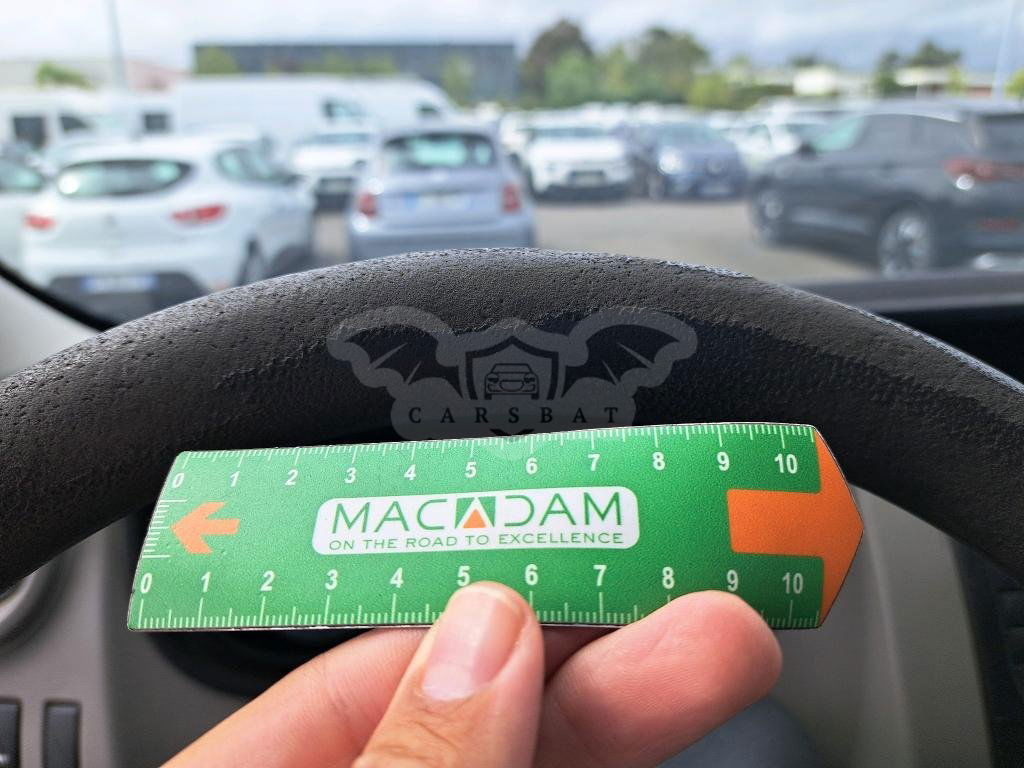 CARSBAT
0 1 2 3 4 5 6 7 8 9 10
MACADAM
ON THE ROAD TO EXCELLENCE
0 1 2 3 4 5 6 7 8 9 10